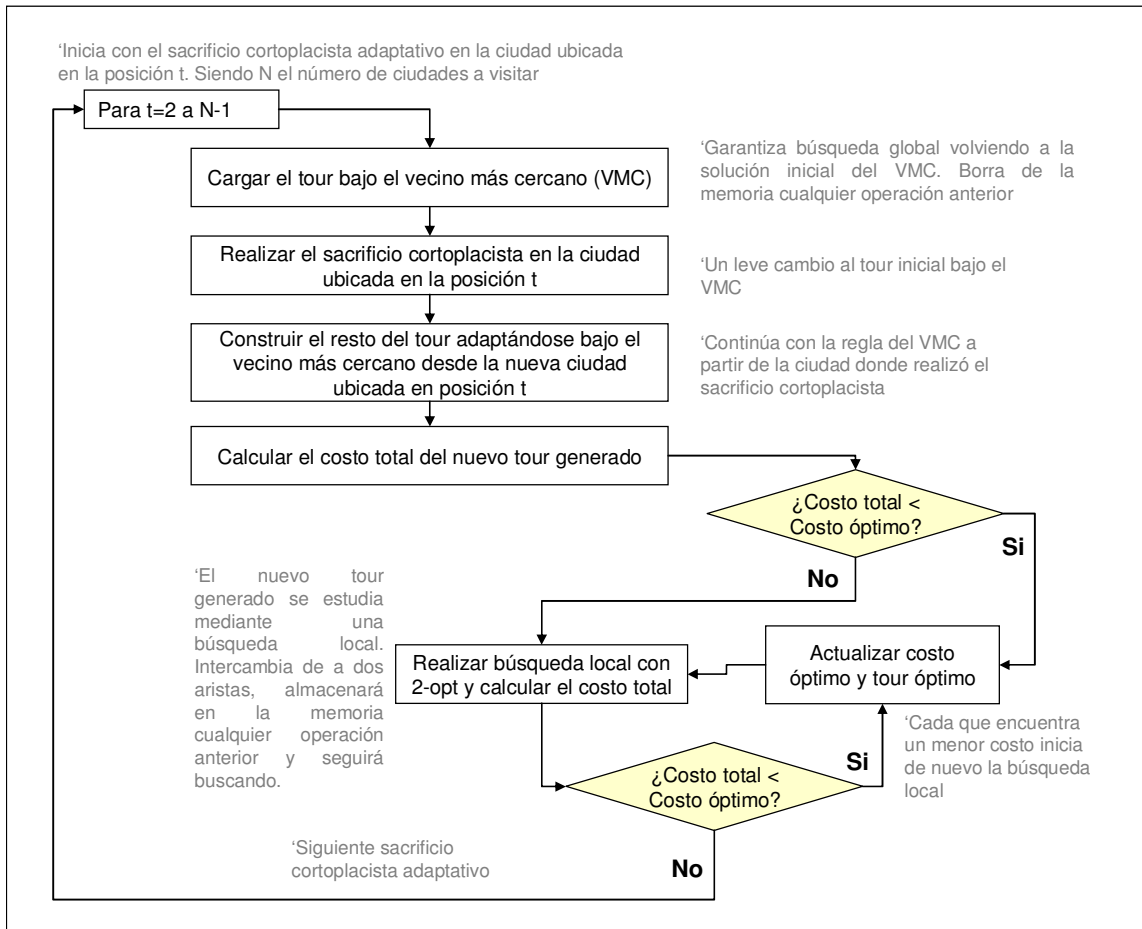 ‘Inicia con el sacrificio cortoplacista adaptativo en la ciudad ubicada
en la posición t. Siendo N el número de ciudades a visitar
Para t=2 a N-1
‘Garantiza búsqueda global volviendo a la
solución inicial del VMC. Borra de la
memoria cualquier operación anterior
Cargar el tour bajo el vecino más cercano (VMC)
Realizar el sacrificio cortoplacista en la ciudad
ubicada en la posición t
‘Un leve cambio al tour inicial bajo el
VMC
Construir el resto del tour adaptándose bajo el
vecino más cercano desde la nueva ciudad
ubicada en posición t
‘Continúa con la regla del VMC a
partir de la ciudad donde realizó el
sacrificio cortoplacista
Calcular el costo total del nuevo tour generado
¿Costo total <
Costo óptimo?
Si
No
‘El nuevo tour
generado se estudia
mediante una
búsqueda local.
Intercambia de a dos
aristas, almacenará
en la memoria
cualquier operación
anterior y seguirá
buscando.
Realizar búsqueda local con
2-opt y calcular el costo total
Actualizar costo
óptimo y tour óptimo
‘Cada que encuentra
un menor costo inicia
de nuevo la búsqueda
local
¿Costo total <
Costo óptimo?
Si
No
‘Siguiente sacrificio
cortoplacista adaptativo